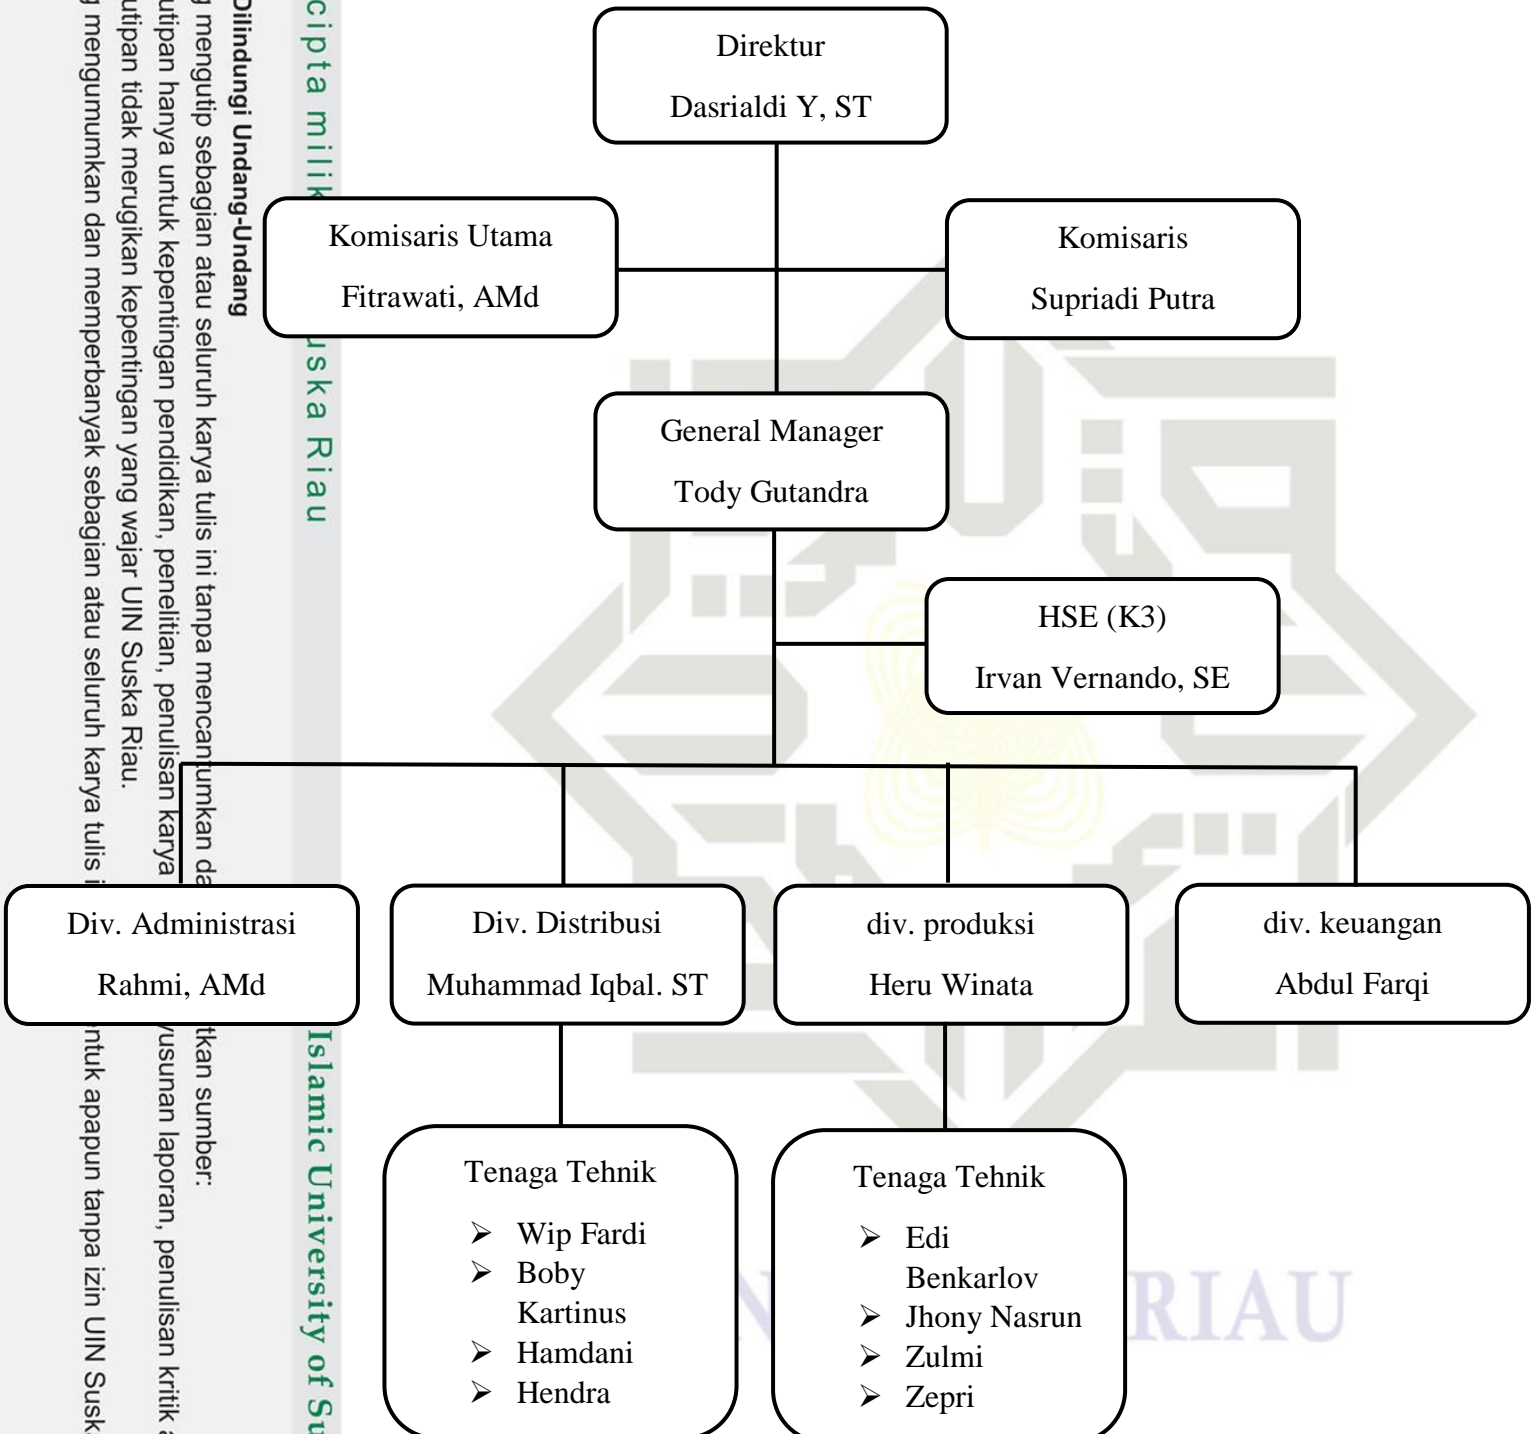 Direktur
Dasrialdi Y, ST
Komisaris Utama
Fitrawati, AMd
Komisaris
Supriadi Putra
General Manager
Tody Gutandra
HSE (K3)
Irvan Vernando, SE
Div. Administrasi
Rahmi, AMd
Div. Distribusi
Muhammad Iqbal. ST
div. produksi
Heru Winata
div. keuangan
Abdul Farqi
Tenaga Tehnik
➢ Wip Fardi
➢ Boby
Kartinus
➢ Hamdani
➢ Hendra
Tenaga Tehnik
➢ Edi
Benkarlov
➢ Jhony Nasrun
➢ Zulmi
➢ Zepri
RIAU
cipta milik
uska Riau
Islamic University of
Dilindungi Undang-Undang
mengutip sebagian atau seluruh karya tulis ini tanpa mencantumkan
tkan sumber:
utipan hanya untuk kepentingan pendidikan, penelitian, penulisan karya
yusunan laporan, penulisan kritik
utipan tidak merugikan kepentingan yang wajar UIN Suska Riau.
mengumumkan dan memperbanyak sebagian atau seluruh karya tulis
entuk apapun tanpa izin UIN Suska